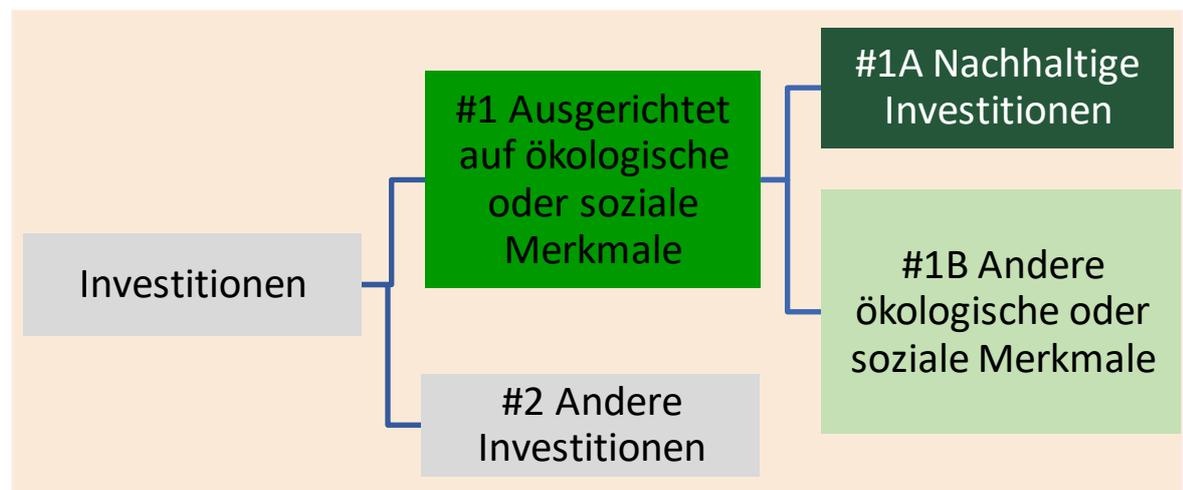 Investitionen
#1 Ausgerichtet
auf ökologische
oder soziale
Merkmale
#2 Andere
Investitionen
#1A Nachhaltige
Investitionen
#1B Andere
ökologische oder
soziale Merkmale